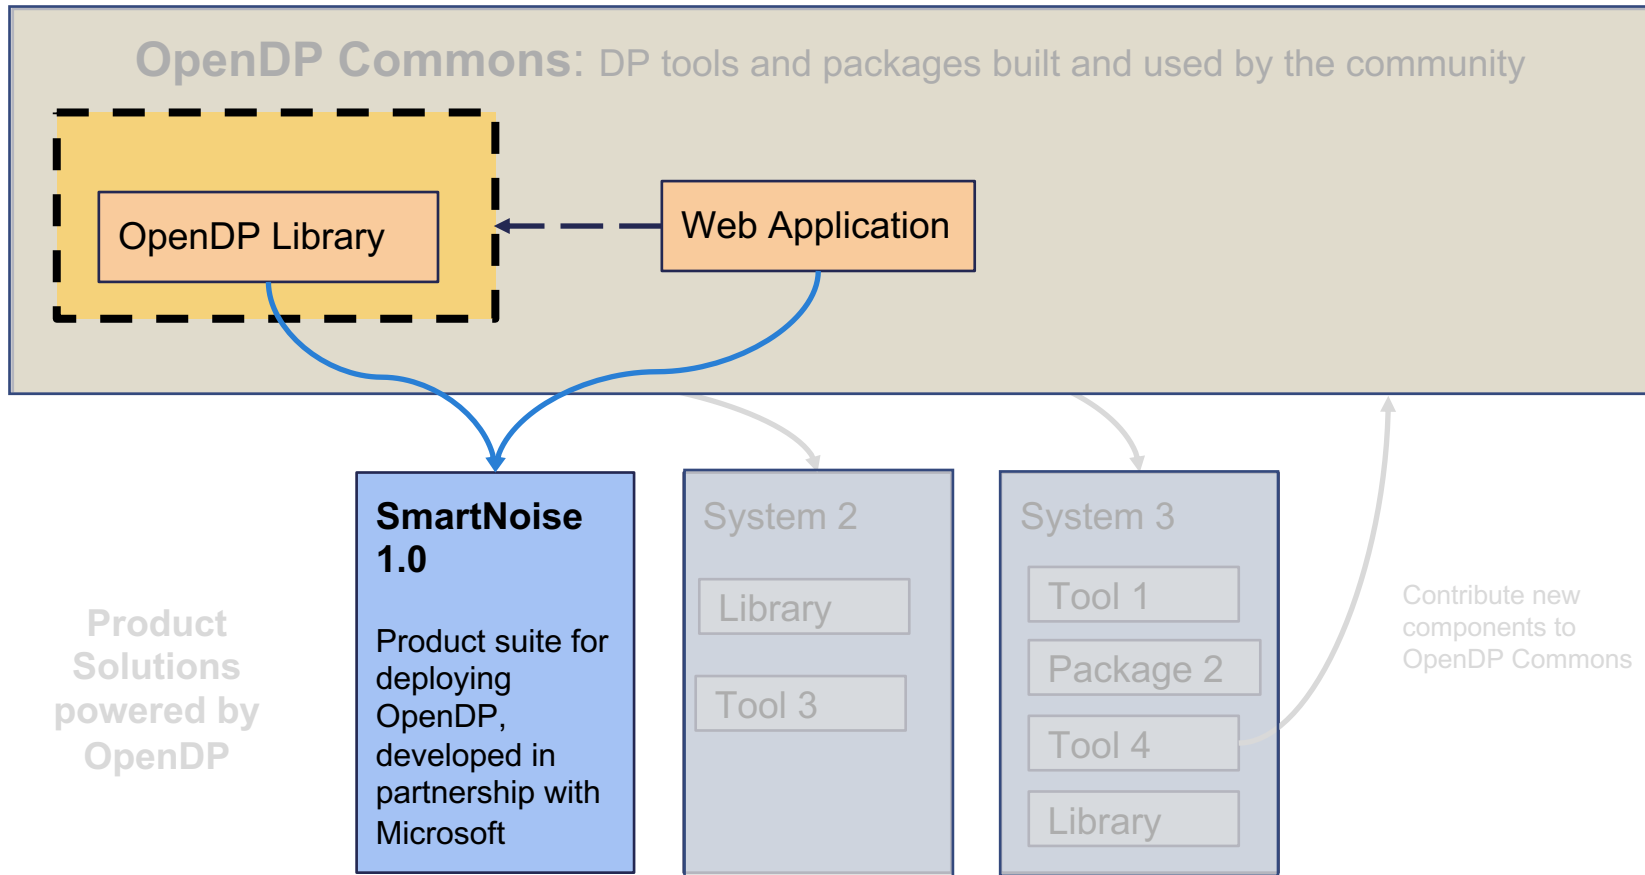 OpenDP Commons: DP tools and packages built and used by the community
OpenDP Library
Web Application
SmartNoise
1.0
Product suite for
deploying
OpenDP,
developed in
partnership with
Microsoft
System 2
Library
Tool 3
System 3
Tool 1
Package 2
Tool 4
Library
Product
Solutions
powered by
OpenDP
Contribute new
components to
OpenDP Commons